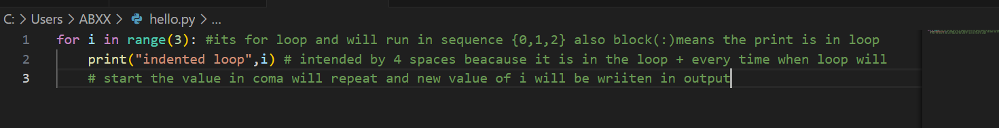 C: > Users > ABXX > hello.py > ...
1 for i in range(3): #its for loop and will run in sequence {0,1,2} also block(:)means the print is in loop
2 print("indented loop",i) # intended by 4 spaces beacause it is in the loop + every time when loop will
3 # start the value in coma will repeat and new value of i will be wriiten in output